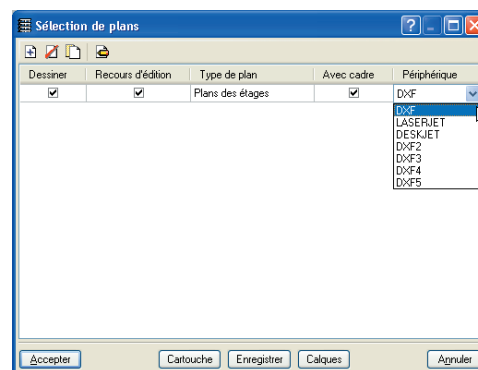 Sélection de plans
Dessiner Recours d'édition Type de plan Avec cadre Périphérique
Plans des étages DXF
DXF
LASERJET
DESKJET
DXF2
DXF3
DXF4
DXF5
Accepter Cartouche Enregistrer Calques Annuler